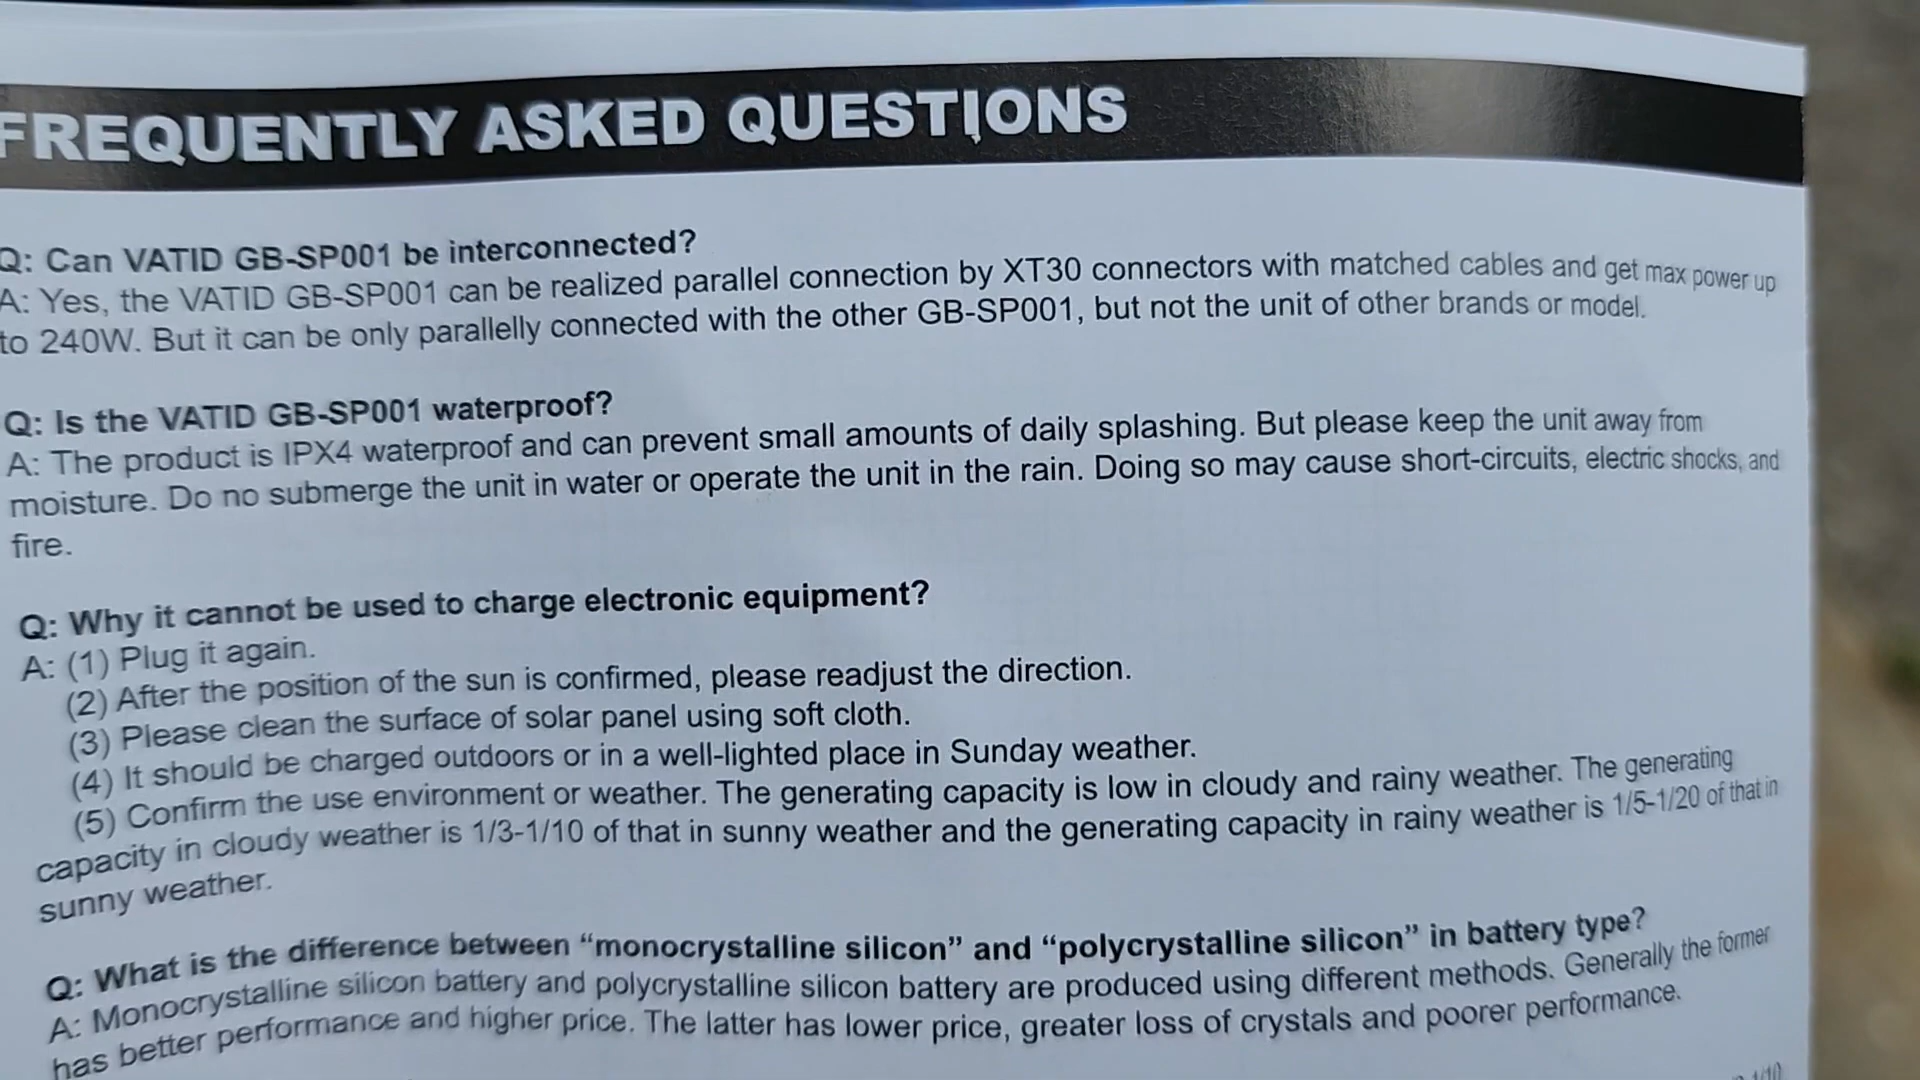 FREQUENTLY ASKED QUESTIONS
Q: Can VATID GB-SP001 be interconnected?
A: Yes, the VATID GB-SP001 can be realized parallel connection by XT30 connectors with matched cables and get max power up
to 240W. But it can be only parallelly connected with the other GB-SP001, but not the unit of other brands or model.
Q: Is the VATID GB-SP001 waterproof?
A: The product is IPX4 waterproof and can prevent small amounts of daily splashing. But please keep the unit away from
moisture. Do no submerge the unit in water or operate the unit in the rain. Doing so may cause short-circuits, electric shocks, and
fire.
Q: Why it cannot be used to charge electronic equipment?
A: (1) Plug it again.
(2) After the position of the sun is confirmed, please readjust the direction.
(3) Please clean the surface of solar panel using soft cloth.
(4) It should be charged outdoors or in a well-lighted place in Sunday weather.
(5) Confirm the use environment or weather. The generating capacity is low in cloudy and rainy weather. The generating
capacity in cloudy weather is 1/3-1/10 of that in sunny weather and the generating capacity in rainy weather is 1/5-1/20 of that in
sunny weather.
Q: What is the difference between “monocrystalline silicon” and “polycrystalline silicon” in battery type?
A: Monocrystalline silicon battery and polycrystalline silicon battery are produced using different methods. Generally the former
has better performance and higher price. The latter has lower price, greater loss of crystals and poorer performance.